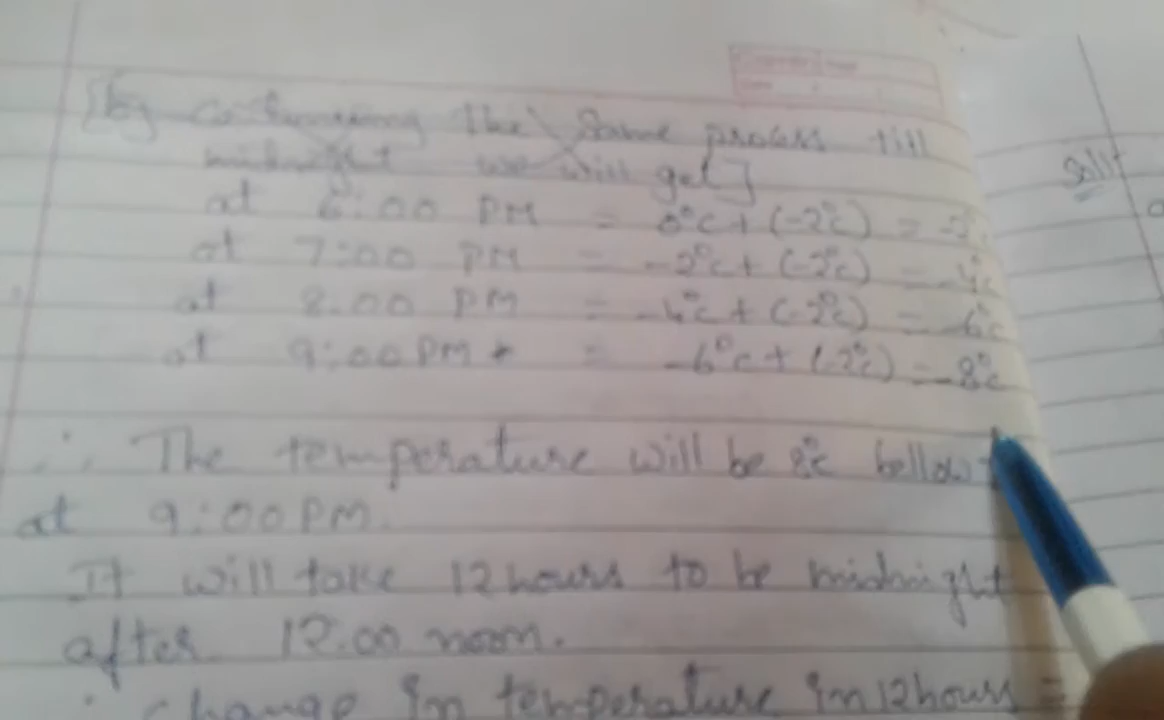 [by continuing the same process till
midnight we will get]
at 6:00 PM = 0°c + (-2°c) = -2°c
at 7:00 PM = -2°c + (-2°c) = -4°c
at 8.00 PM = -4°c + (-2°c) = -6°c
at 9:00 PM = -6°c + (-2°c) = -8°c
∴ The temperature will be 8°c bellow
at 9:00 PM.
It will take 12 hours to be midnight
after 12.00 noon.
∴ change in temperature in 12 hours =
Soln